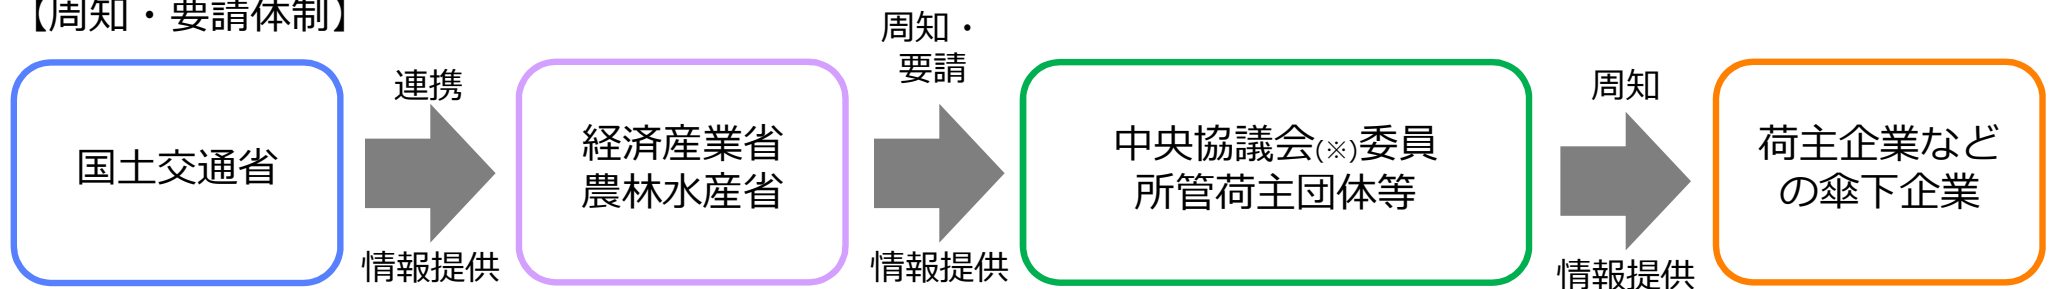 【周知・要請体制】
国土交通省
連携
情報提供
経済産業省
農林水産省
周知・
要請
情報提供
中央協議会(※)委員
所管荷主団体等
周知
情報提供
荷主企業など
の傘下企業